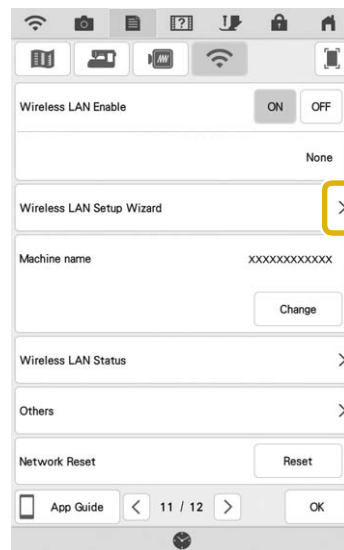 Wireless LAN Enable ON OFF
None
Wireless LAN Setup Wizard
Machine name xxxxxxxxxxxx
Change
Wireless LAN Status
Others
Network Reset Reset
App Guide < 11 / 12 > OK